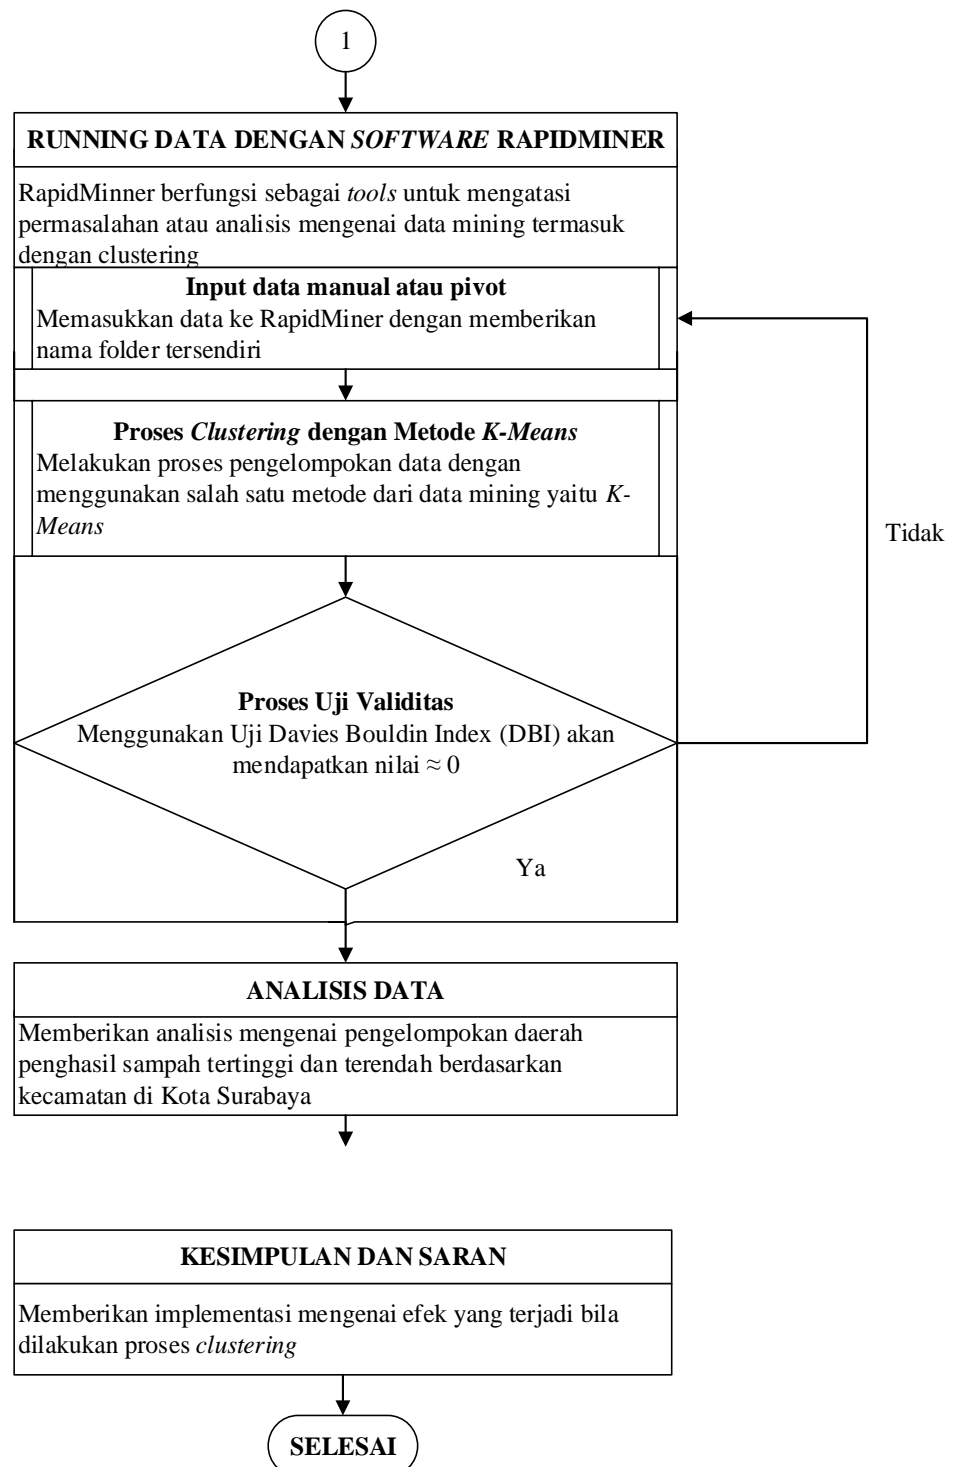 1
RUNNING DATA DENGAN SOFTWARE RAPIDMINER
RapidMinner berfungsi sebagai tools untuk mengatasi
permasalahan atau analisis mengenai data mining termasuk
dengan clustering
Input data manual atau pivot
Memasukkan data ke RapidMiner dengan memberikan
nama folder tersendiri
Proses Clustering dengan Metode K-Means
Melakukan proses pengelompokan data dengan
menggunakan salah satu metode dari data mining yaitu K-
Means
Tidak
Proses Uji Validitas
Menggunakan Uji Davies Bouldin Index (DBI) akan
mendapatkan nilai ≈ 0
Ya
ANALISIS DATA
Memberikan analisis mengenai pengelompokan daerah
penghasil sampah tertinggi dan terendah berdasarkan
kecamatan di Kota Surabaya
KESIMPULAN DAN SARAN
Memberikan implementasi mengenai efek yang terjadi bila
dilakukan proses clustering
SELESAI